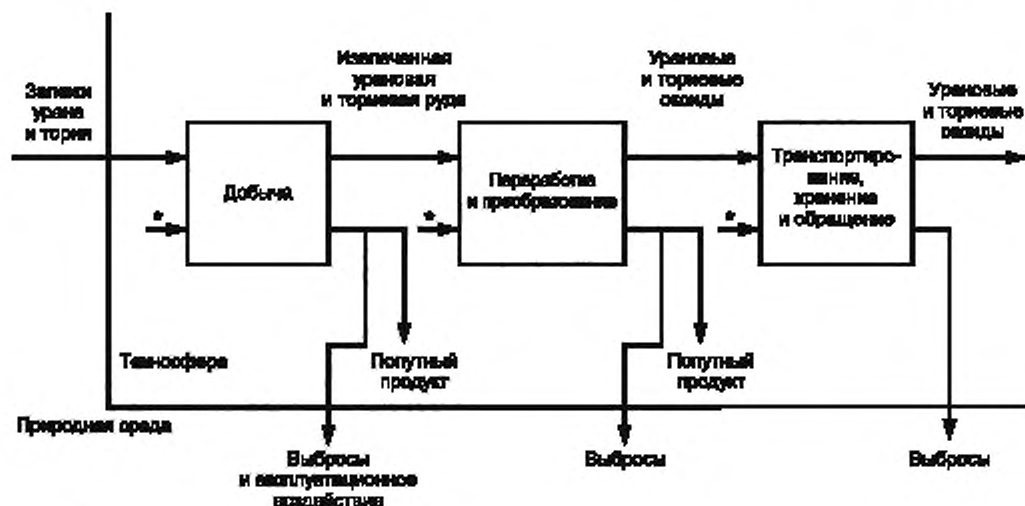 Запасы
урана
и тория
Извлеченная
урановая
и ториевая руда
Урановые
и ториевые
оксиды
Урановые
и ториевые
оксиды
Добыча
Переработка
и преобразование
Транспортиро-
вание,
хранение
и обращение
*
*
*
Техносфера
Попутный
продукт
Попутный
продукт
Природная среда
Выбросы
и эксплуатационное
воздействие
Выбросы
Выбросы